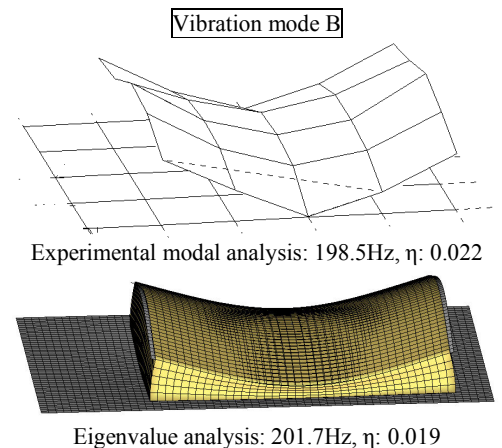 Vibration mode B
Experimental modal analysis: 198.5Hz, η: 0.022
Eigenvalue analysis: 201.7Hz, η: 0.019